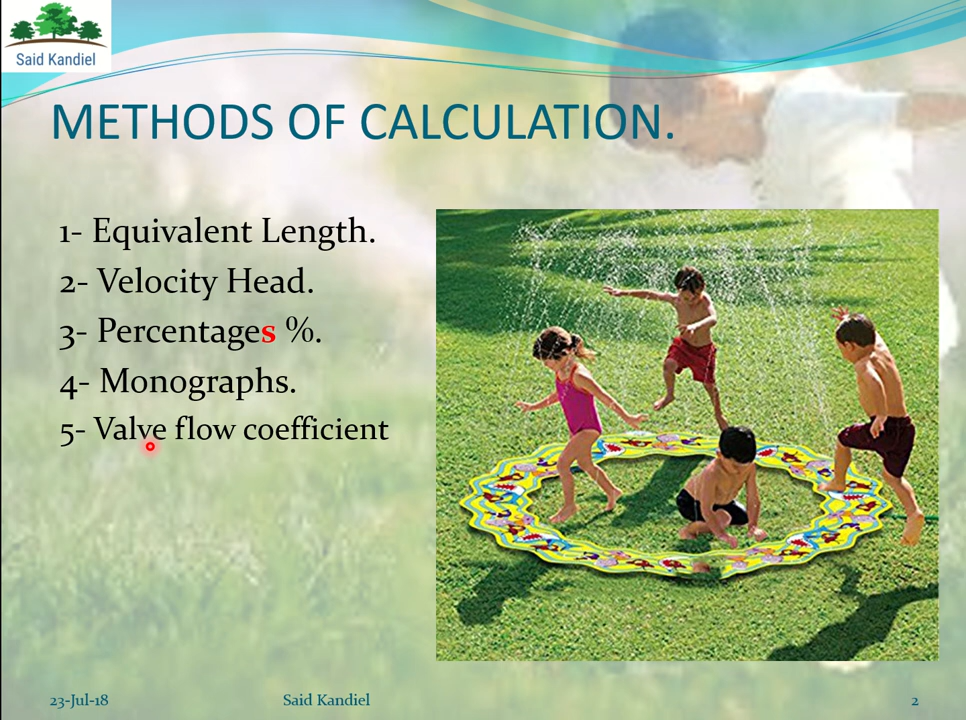 Said Kandiel
METHODS OF CALCULATION.
1- Equivalent Length.
2- Velocity Head.
3- Percentages %.
4- Monographs.
5- Valve flow coefficient
23-Jul-18
Said Kandiel
2